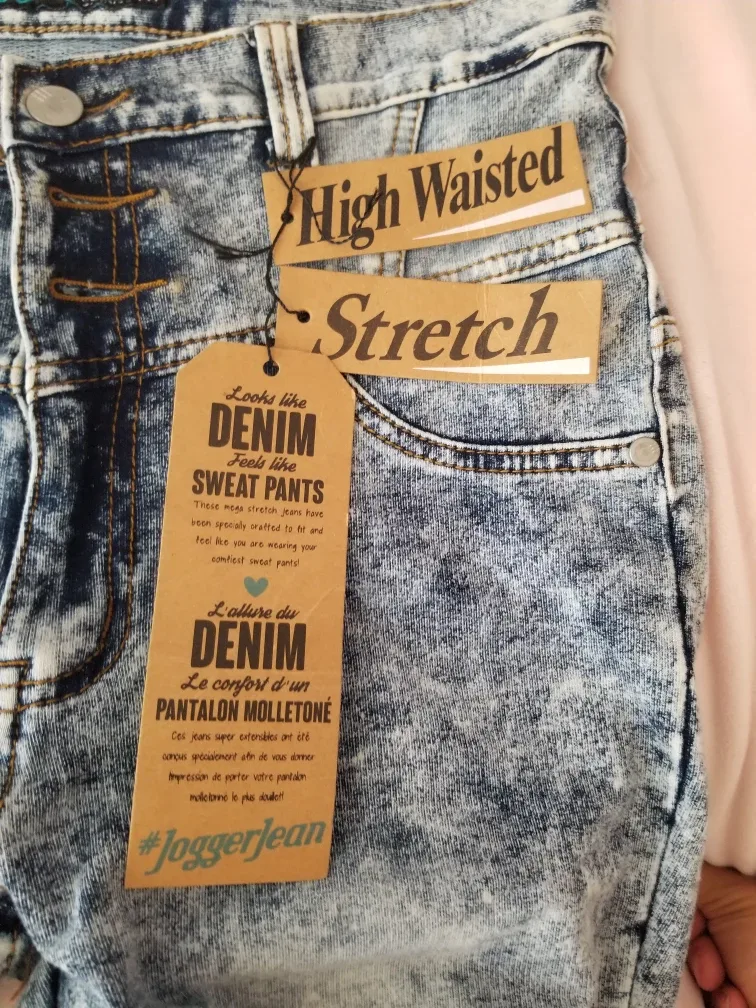 High Waisted
Stretch
Looks like
DENIM
Feels like
SWEAT PANTS
These mega stretch jeans have
been specially crafted to fit and
feel like you are wearing your
comfiest sweat pants!
L'allure du
DENIM
Le confort d'un
PANTALON MOLLETONÉ
Ces jeans super extensibles ont été
conçus spécialement afin de vous donner
limpression de porter votre pantalon
molletonné le plus douillet!
#JoggerJean